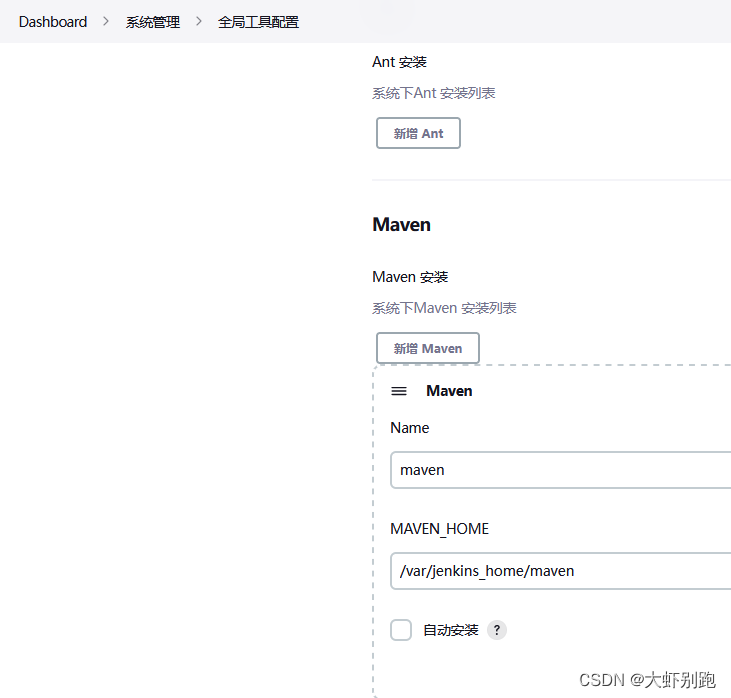 Dashboard > 系统管理 > 全局工具配置
Ant 安装
系统下Ant 安装列表
新增 Ant
Maven
Maven 安装
系统下Maven 安装列表
新增 Maven
Maven
Name
maven
MAVEN_HOME
/var/jenkins_home/maven
自动安装 ?
CSDN @大虾别跑